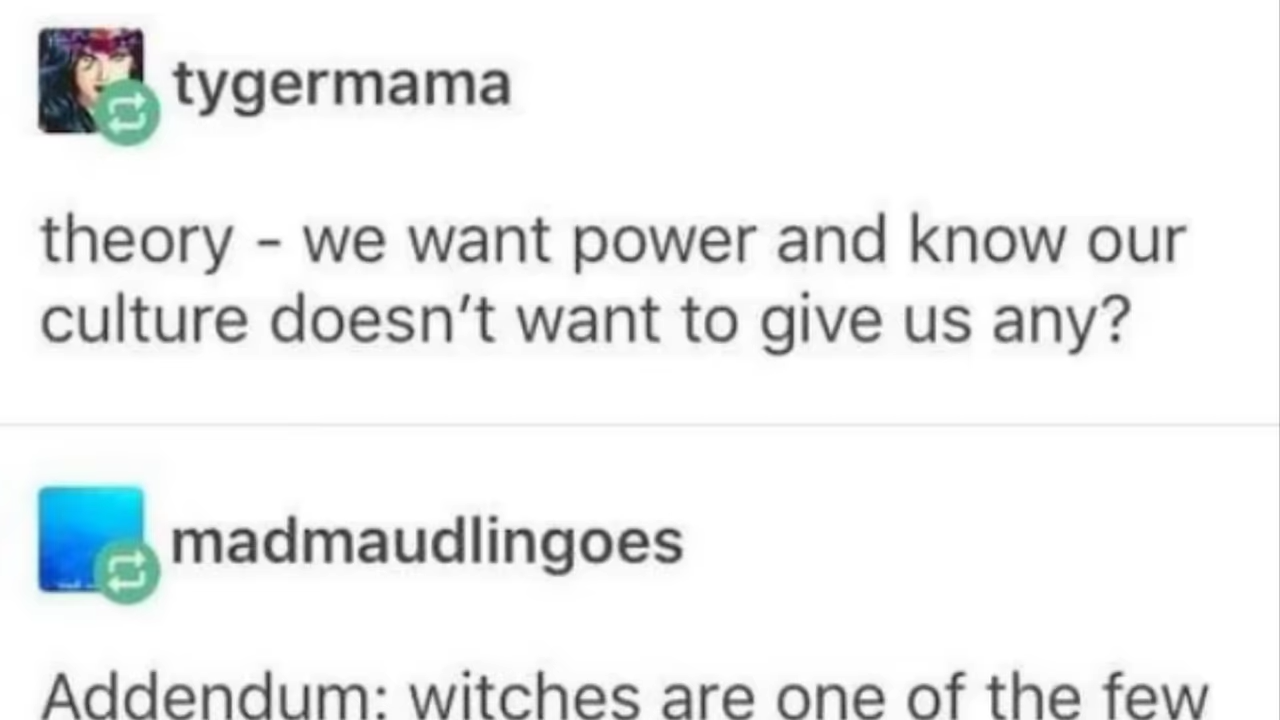 tygermama
theory - we want power and know our
culture doesn't want to give us any?
madmaudlingoes
Addendum: witches are one of the few